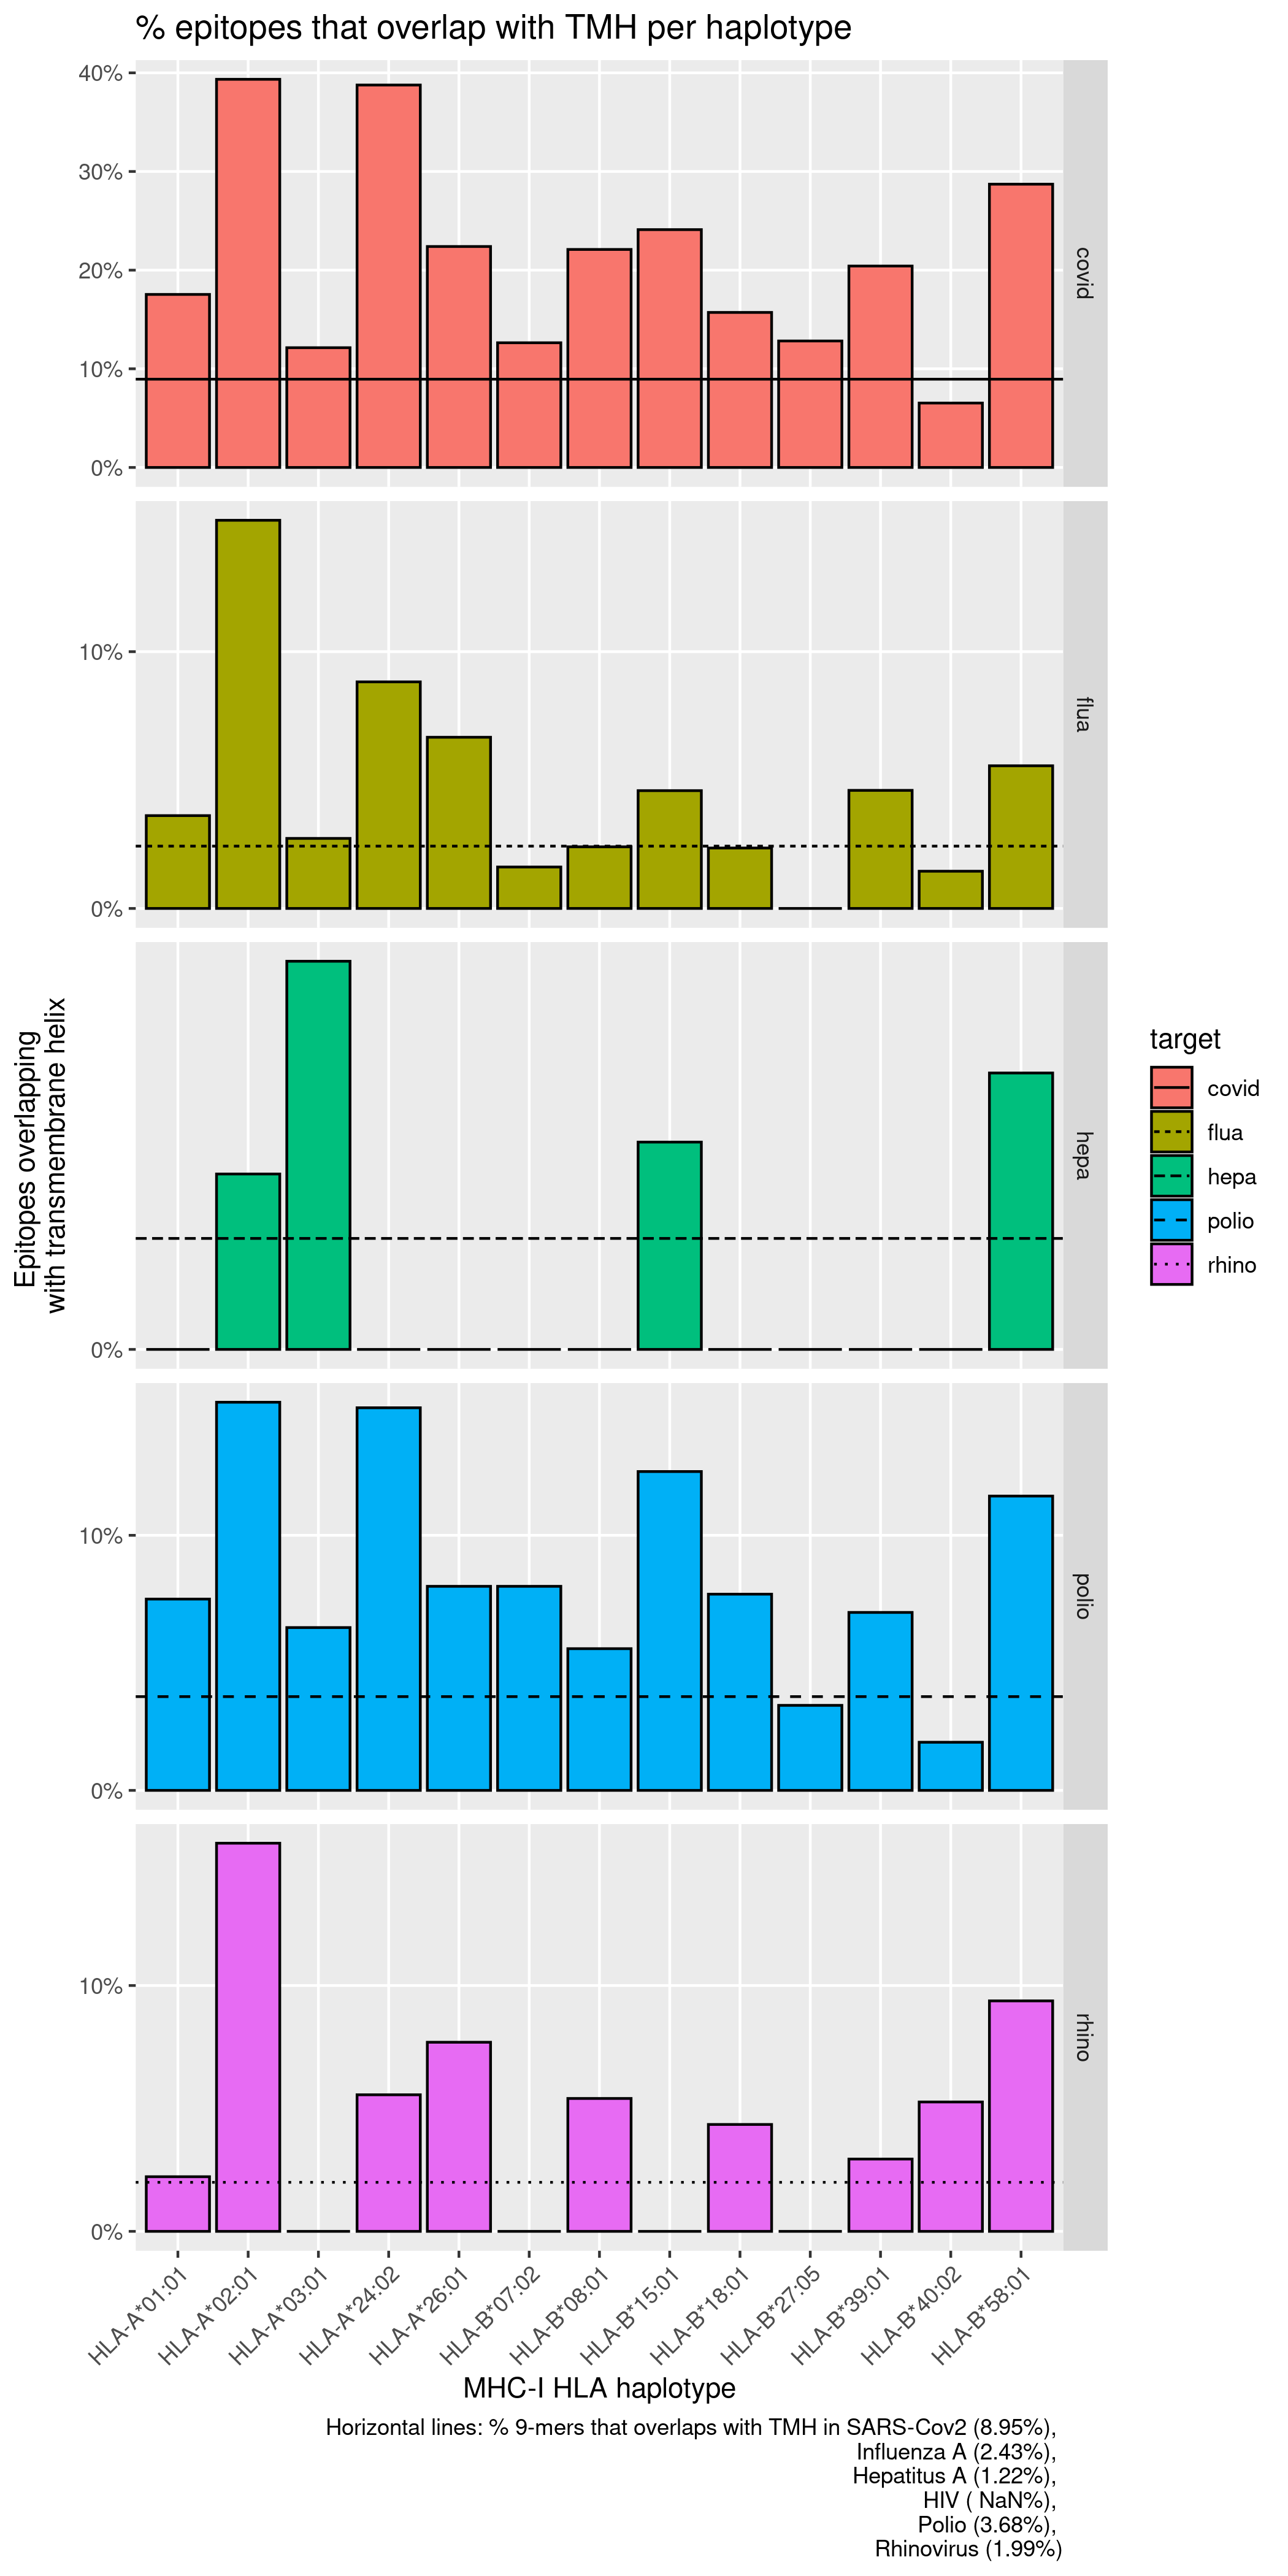 % epitopes that overlap with TMH per haplotype
40%
30%
20%
10%
0%
covid
10%
0%
flua
0%
hepa
10%
0%
polio
10%
0%
rhino
Epitopes overlapping
with transmembrane helix
target
covid
flua
hepa
polio
rhino
HLA-A*01:01
HLA-A*02:01
HLA-A*03:01
HLA-A*24:02
HLA-A*26:01
HLA-B*07:02
HLA-B*08:01
HLA-B*15:01
HLA-B*18:01
HLA-B*27:05
HLA-B*39:01
HLA-B*40:02
HLA-B*58:01
MHC-I HLA haplotype
Horizontal lines: % 9-mers that overlaps with TMH in SARS-Cov2 (8.95%),
Influenza A (2.43%),
Hepatitus A (1.22%),
HIV ( NaN%),
Polio (3.68%),
Rhinovirus (1.99%)